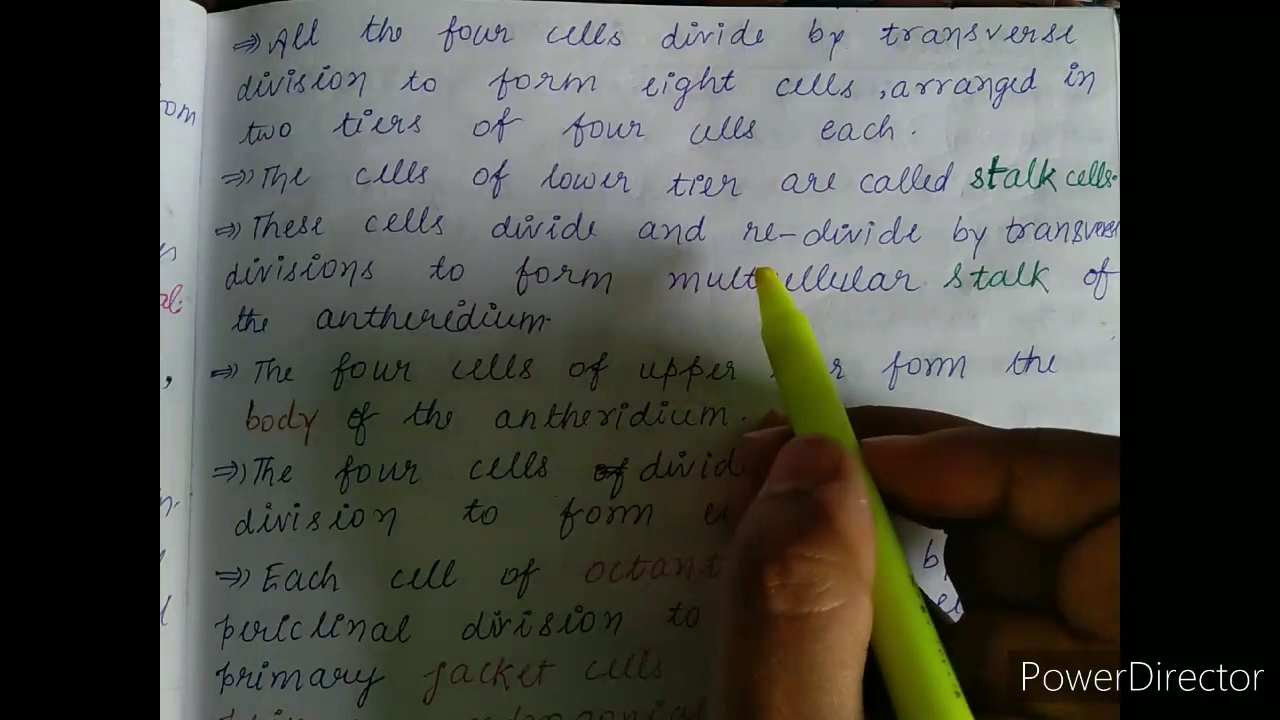 ⇒ All the four cells divide by transverse
division to form eight cells, arranged in
two tiers of four cells each.
⇒ The cells of lower tier are called stalk cells.
⇒ These cells divide and re-divide by transverse
divisions to form stalk of
the antheridium.
⇒ The four cells of upper form the
body of the antheridium.
⇒ The four cells of
division to form
⇒ Each cell of octant
periclinal division to
primary jacket cells
PowerDirector